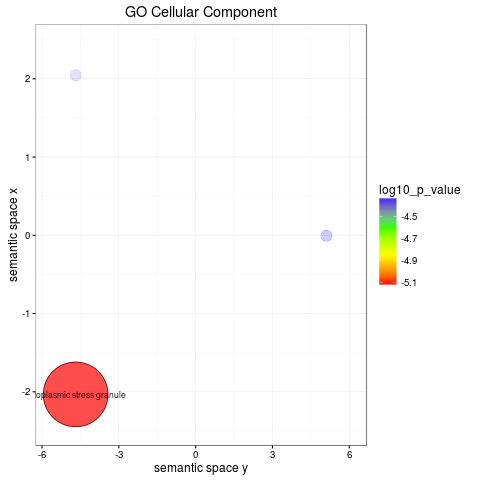 GO Cellular Component
2
1
0
-1
-2
semantic space x
oplasmic stress granule
-6
-3
0
3
6
semantic space y
log10_p_value
-4.5
-4.7
-4.9
-5.1